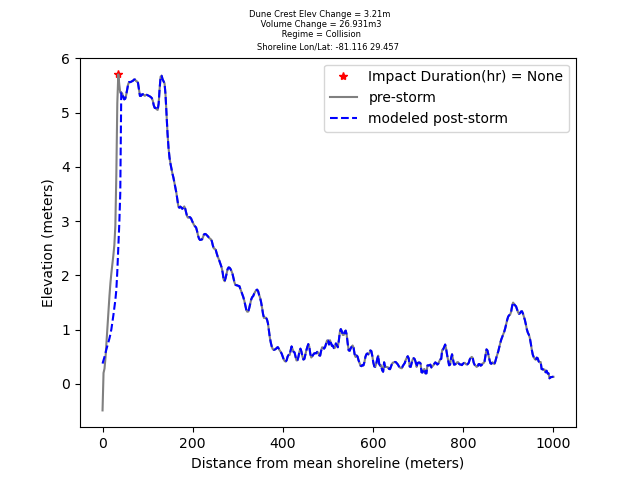 Dune Crest Elev Change = 3.21m
Volume Change = 26.931m3
Regime = Collision
Shoreline Lon/Lat: -81.116 29.457
Impact Duration(hr) = None
pre-storm
modeled post-storm
Elevation (meters)
6
5
4
3
2
1
0
0 200 400 600 800 1000
Distance from mean shoreline (meters)